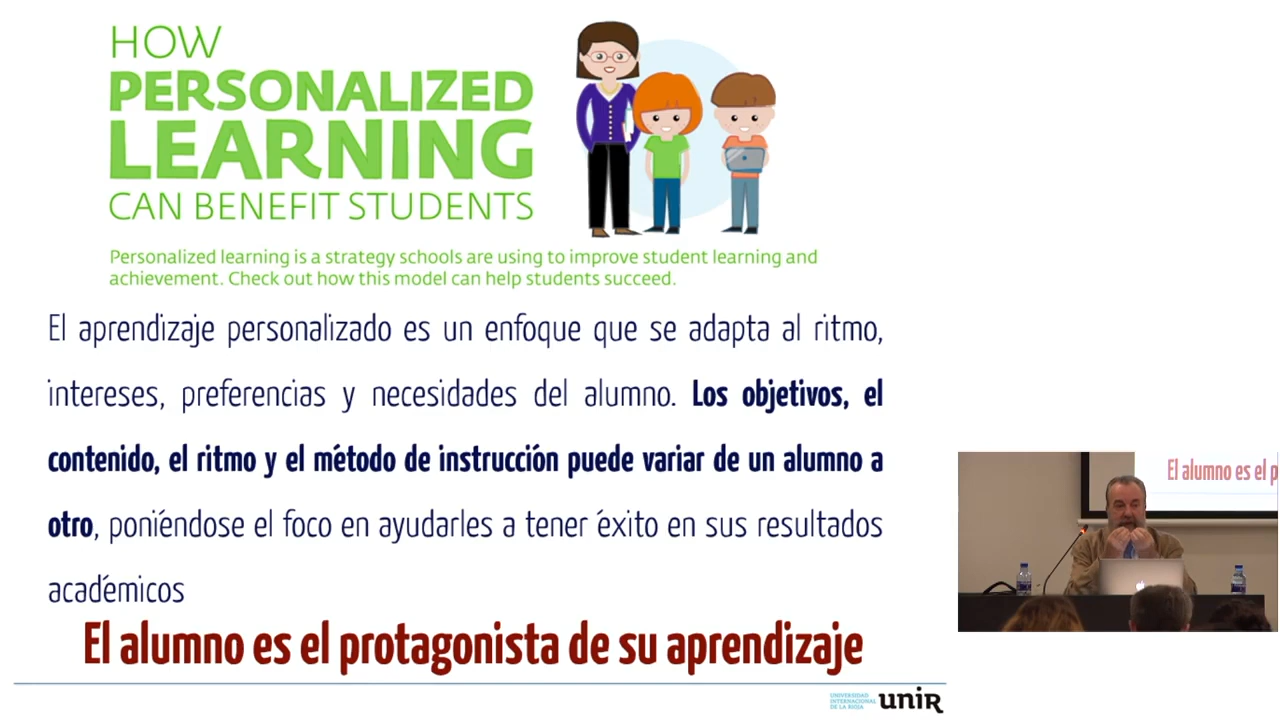 HOW
PERSONALIZED
LEARNING
CAN BENEFIT STUDENTS
Personalized learning is a strategy schools are using to improve student learning and
achievement. Check out how this model can help students succeed.
El aprendizaje personalizado es un enfoque que se adapta al ritmo,
intereses, preferencias y necesidades del alumno. Los objetivos, el
contenido, el ritmo y el método de instrucción puede variar de un alumno a
otro, poniéndose el foco en ayudarles a tener éxito en sus resultados
académicos
El alumno es el p
El alumno es el protagonista de su aprendizaje
UNIVERSIDAD
INTERNACIONAL
DE LA RIOJA
unir